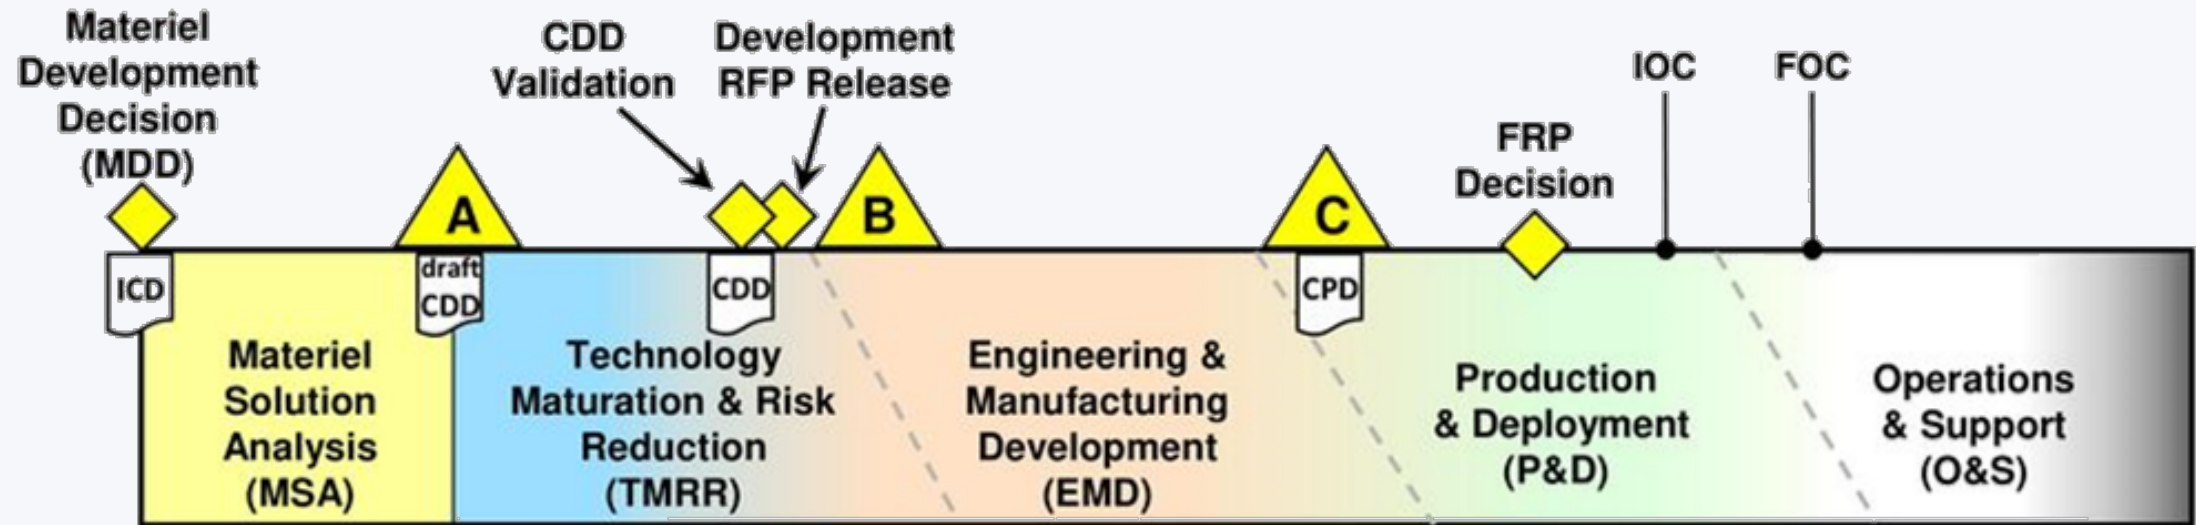 Materiel
Development
Decision
(MDD)
CDD
Validation
Development
RFP Release
IOC
FOC
FRP
Decision
A
B
C
ICD
draft
CDD
CDD
CPD
Materiel
Solution
Analysis
(MSA)
Technology
Maturation & Risk
Reduction
(TMRR)
Engineering &
Manufacturing
Development
(EMD)
Production
& Deployment
(P&D)
Operations
& Support
(O&S)